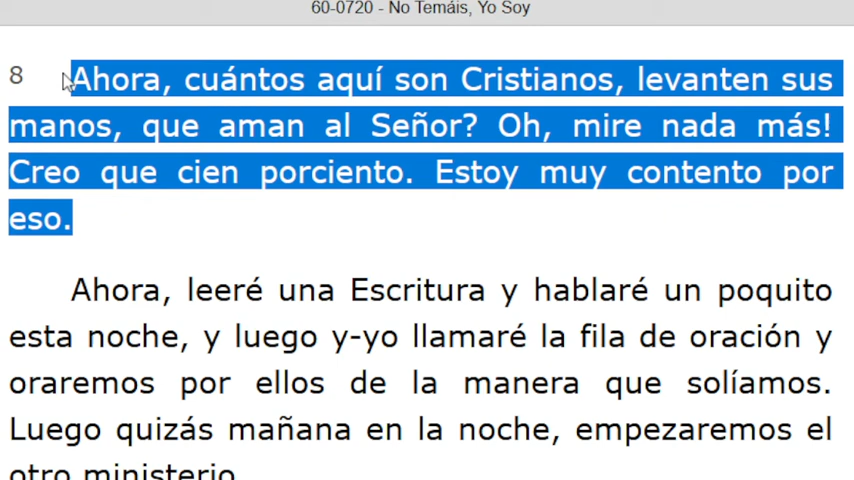 60-0720 - No Temáis, Yo Soy
8 Ahora, cuántos aquí son Cristianos, levanten sus
manos, que aman al Señor? Oh, mire nada más!
Creo que cien porciento. Estoy muy contento por
eso.
Ahora, leeré una Escritura y hablaré un poquito
esta noche, y luego y-yo llamaré la fila de oración y
oraremos por ellos de la manera que solíamos.
Luego quizás mañana en la noche, empezaremos el
otro ministerio.